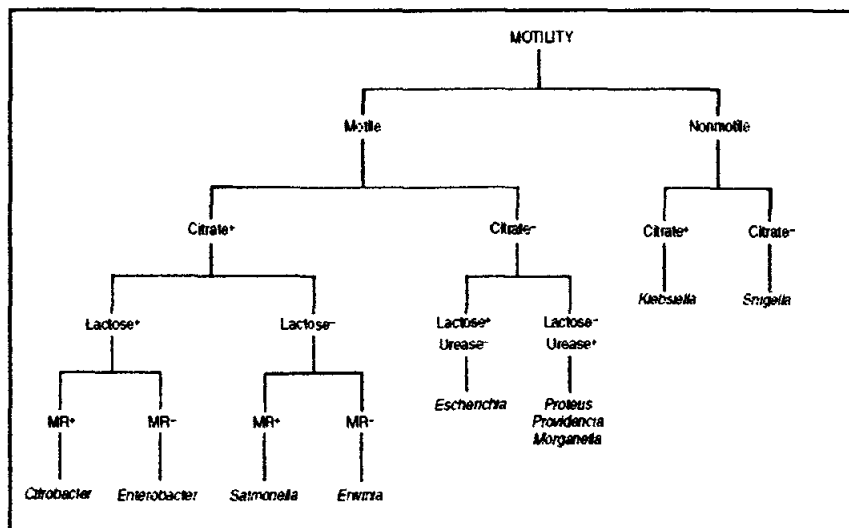 MOTILITY
Motile Nonmotile
Citrate⁺ Citrate⁻ Citrate⁺ Citrate⁻
Klebsiella Shigella
Lactose⁺ Lactose⁻ Lactose⁺ Lactose⁻
Urease⁻ Urease⁺
Escherichia Proteus
Providencia
Morganella
MR⁺ MR⁻ MR⁺ MR⁻
Citrobacter Enterobacter Salmonella Erwinia